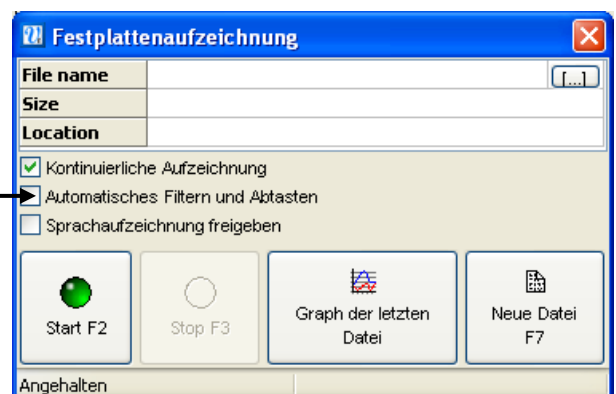 Festplattenaufzeichnung
File name
[...]
Size
Location
Kontinuierliche Aufzeichnung
Automatisches Filtern und Abtasten
Sprachaufzeichnung freigeben
Start F2
Stop F3
Graph der letzten
Datei
Neue Datei
F7
Angehalten